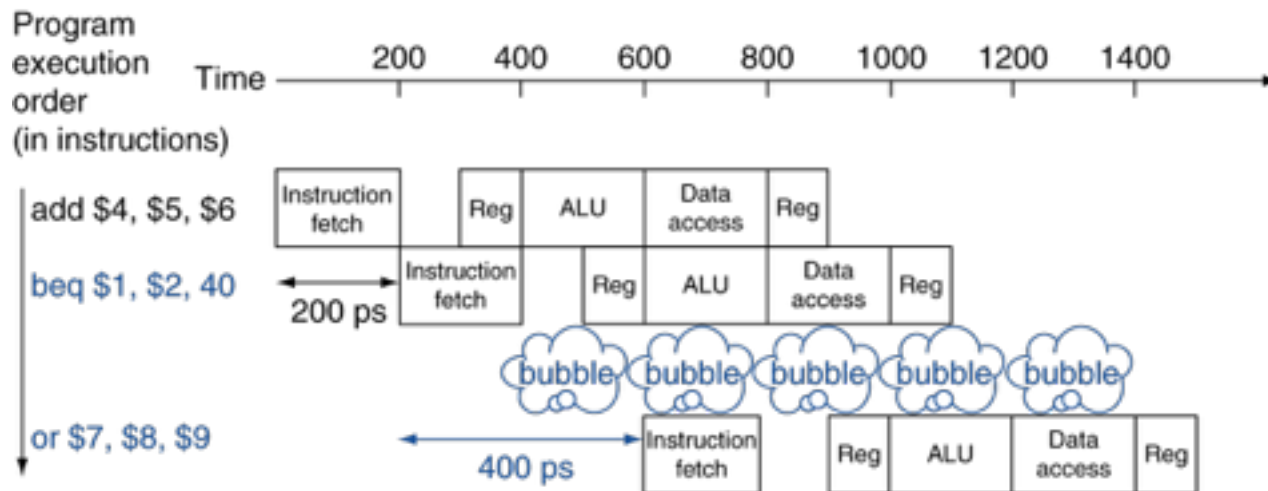 Program
execution
order
(in instructions)
Time
200 400 600 800 1000 1200 1400
add $4, $5, $6
Instruction
fetch
Reg
ALU
Data
access
Reg
beq $1, $2, 40
200 ps
Instruction
fetch
Reg
ALU
Data
access
Reg
bubble bubble bubble bubble bubble
or $7, $8, $9
400 ps
Instruction
fetch
Reg
ALU
Data
access
Reg